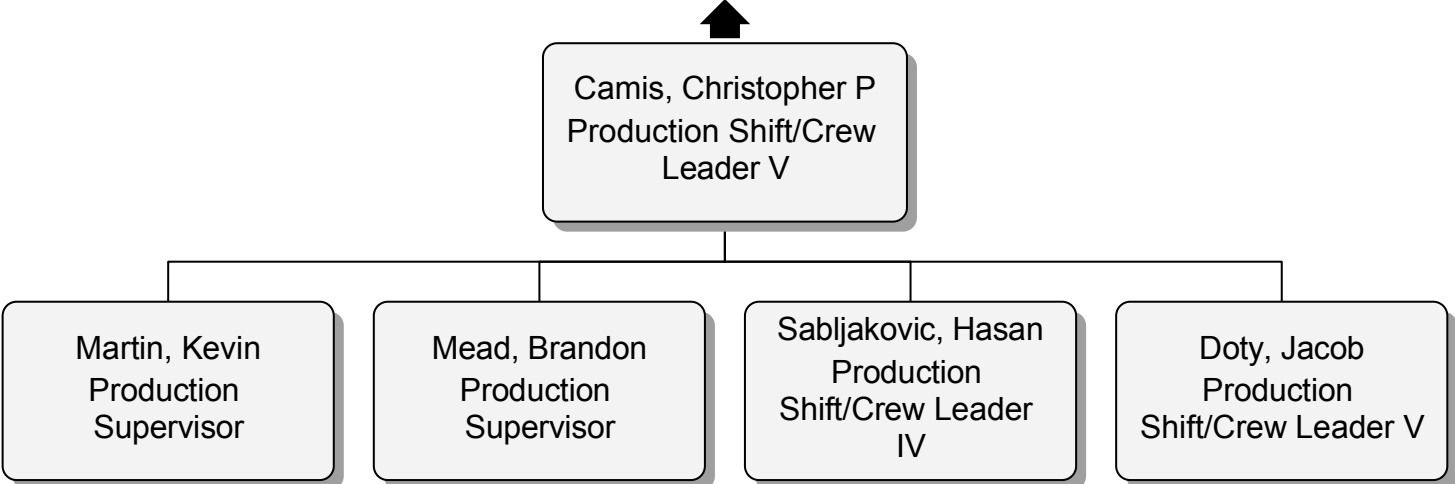 Camis, Christopher P
Production Shift/Crew
Leader V
Martin, Kevin
Production
Supervisor
Mead, Brandon
Production
Supervisor
Sabljakovic, Hasan
Production
Shift/Crew Leader
IV
Doty, Jacob
Production
Shift/Crew Leader V